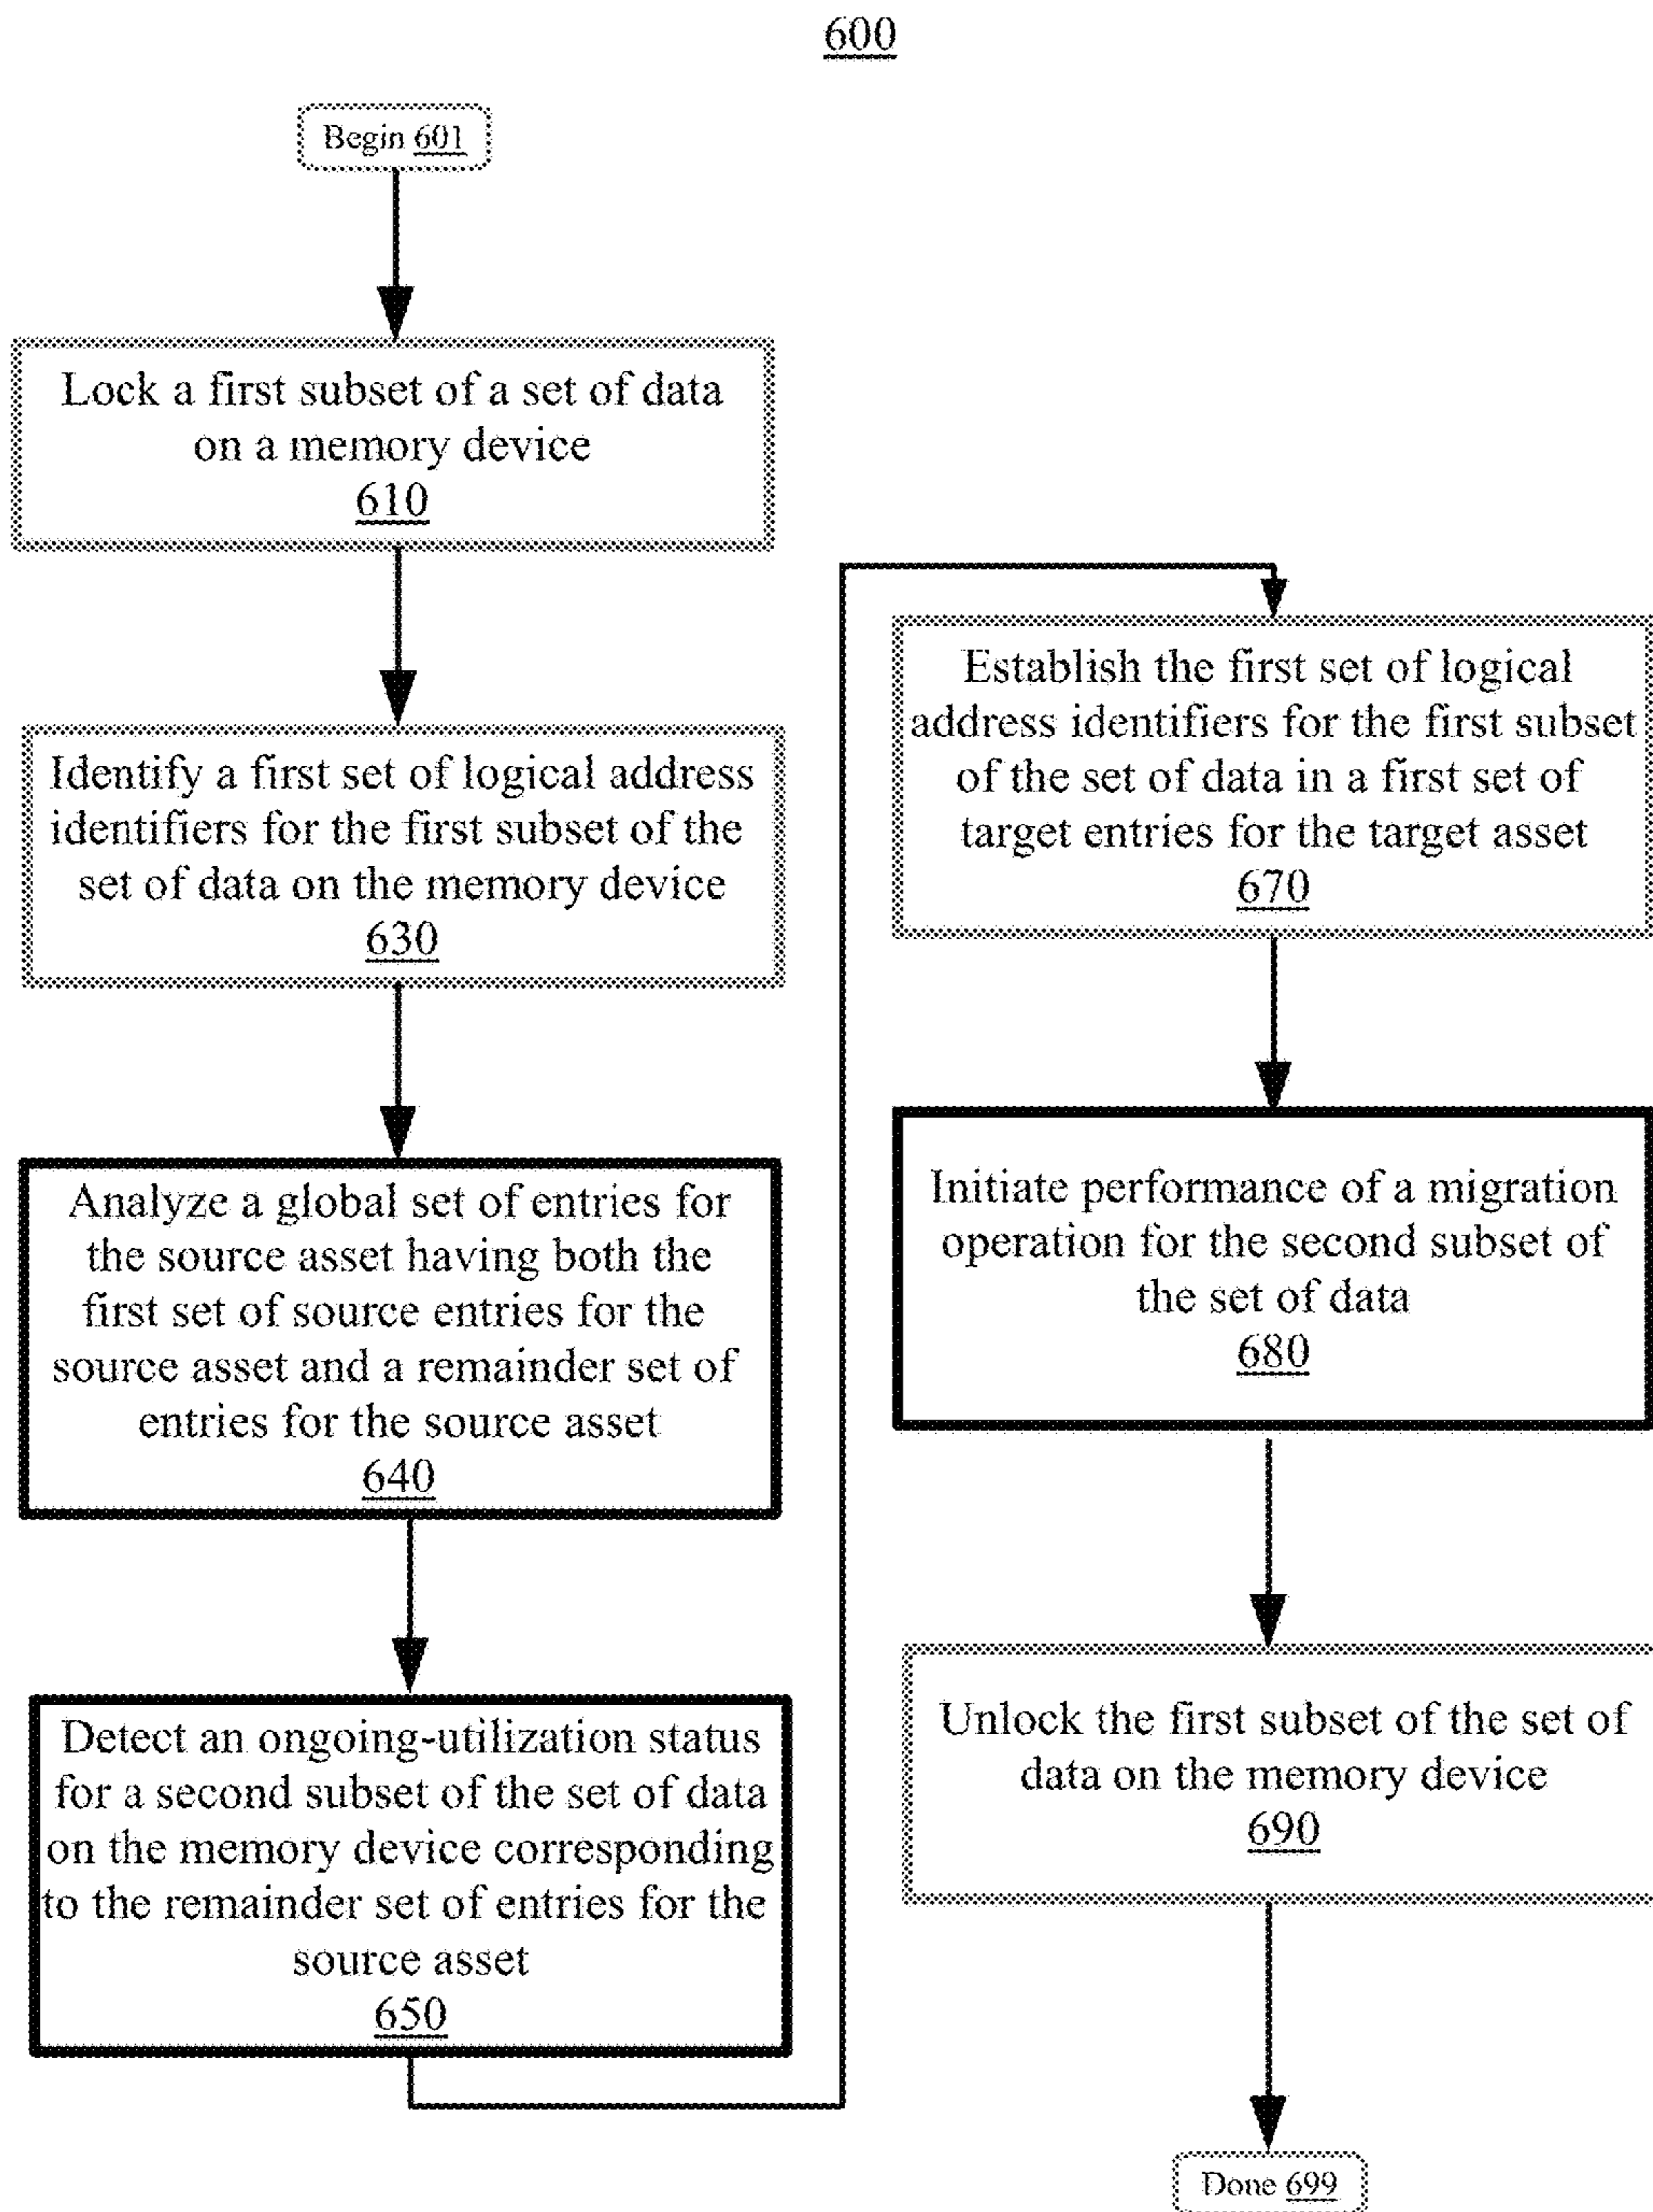 600
Begin 601
Lock a first subset of a set of data
on a memory device
610
Identify a first set of logical address
identifiers for the first subset of the
set of data on the memory device
630
Analyze a global set of entries for
the source asset having both the
first set of source entries for the
source asset and a remainder set of
entries for the source asset
640
Detect an ongoing-utilization status
for a second subset of the set of data
on the memory device corresponding
to the remainder set of entries for the
source asset
650
Establish the first set of logical
address identifiers for the first subset
of the set of data in a first set of
target entries for the target asset
670
Initiate performance of a migration
operation for the second subset of
the set of data
680
Unlock the first subset of the set of
data on the memory device
690
Done 699